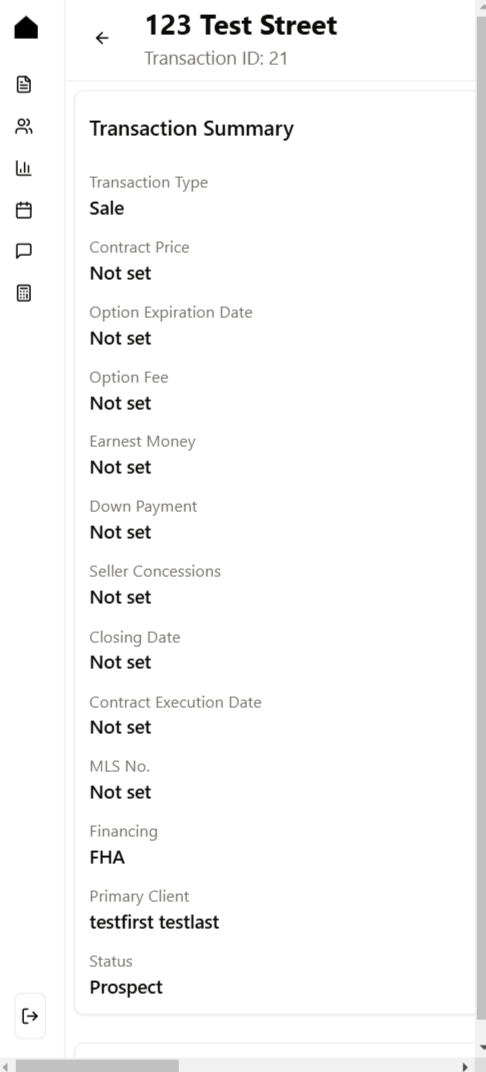 123 Test Street
Transaction ID: 21
Transaction Summary
Transaction Type
Sale
Contract Price
Not set
Option Expiration Date
Not set
Option Fee
Not set
Earnest Money
Not set
Down Payment
Not set
Seller Concessions
Not set
Closing Date
Not set
Contract Execution Date
Not set
MLS No.
Not set
Financing
FHA
Primary Client
testfirst testlast
Status
Prospect